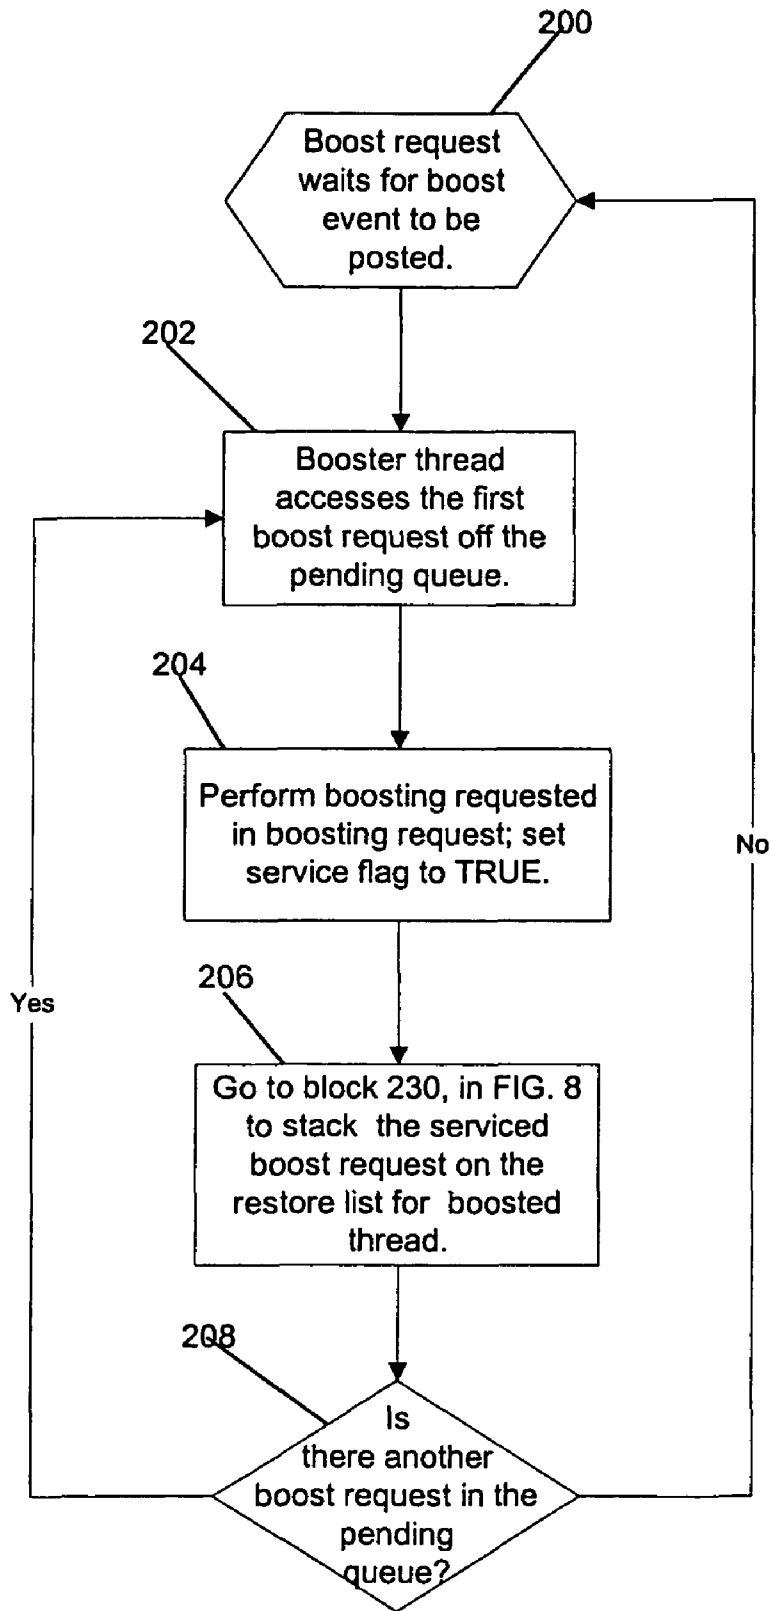 200
Boost request
waits for boost
event to be
posted.
202
Booster thread
accesses the first
boost request off the
pending queue.
204
Perform boosting requested
in boosting request; set
service flag to TRUE.
No
Yes
206
Go to block 230, in FIG. 8
to stack the serviced
boost request on the
restore list for boosted
thread.
208
Is
there another
boost request in the
pending
queue?